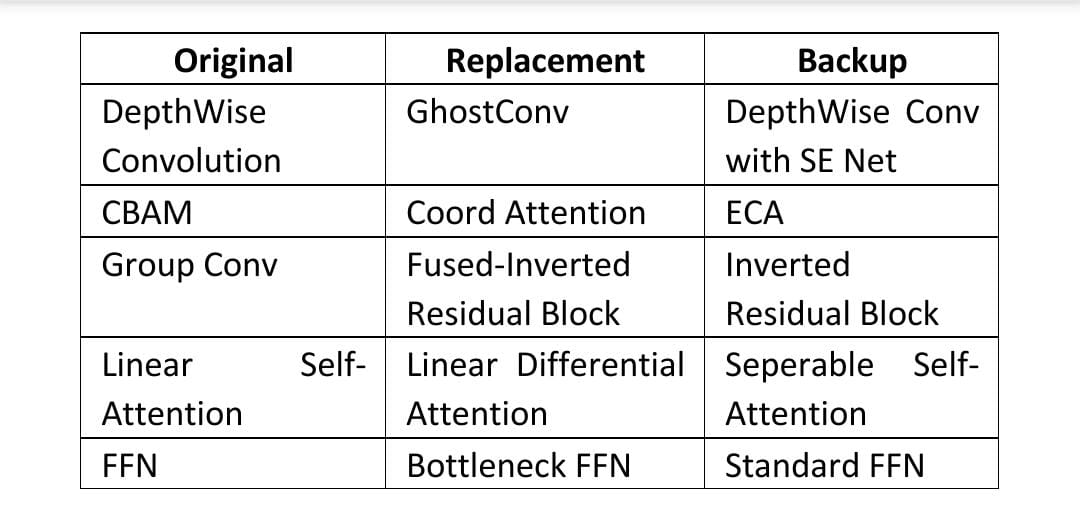 Original Replacement Backup
DepthWise Convolution GhostConv DepthWise Conv with SE Net
CBAM Coord Attention ECA
Group Conv Fused-Inverted Residual Block Inverted Residual Block
Linear Self-Attention Linear Differential Attention Seperable Self-Attention
FFN Bottleneck FFN Standard FFN